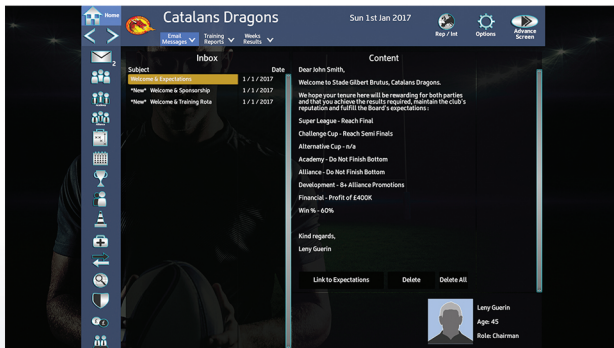 Home
Catalans Dragons
Sun 1st Jan 2017
Rep / Int
Options
Advance
Screen
Email
Messages
Training
Reports
Weeks
Results
2
Inbox
Subject Date
Welcome & Expectations 1 / 1 / 2017
*New* Welcome & Sponsorship 1 / 1 / 2017
*New* Welcome & Training Rota 1 / 1 / 2017
Content
Dear John Smith,
Welcome to Stade Gilbert Brutus, Catalans Dragons.
We hope your tenure here will be rewarding for both parties
and that you achieve the results required, maintain the club's
reputation and fulfill the Board's expectations :
Super League - Reach Final
Challenge Cup - Reach Semi Finals
Alternative Cup - n/a
Academy - Do Not Finish Bottom
Alliance - Do Not Finish Bottom
Development - 8+ Alliance Promotions
Financial - Profit of £400K
Win % - 60%
Kind regards,
Leny Guerin
Link to Expectations
Delete
Delete All
Leny Guerin
Age: 45
Role: Chairman